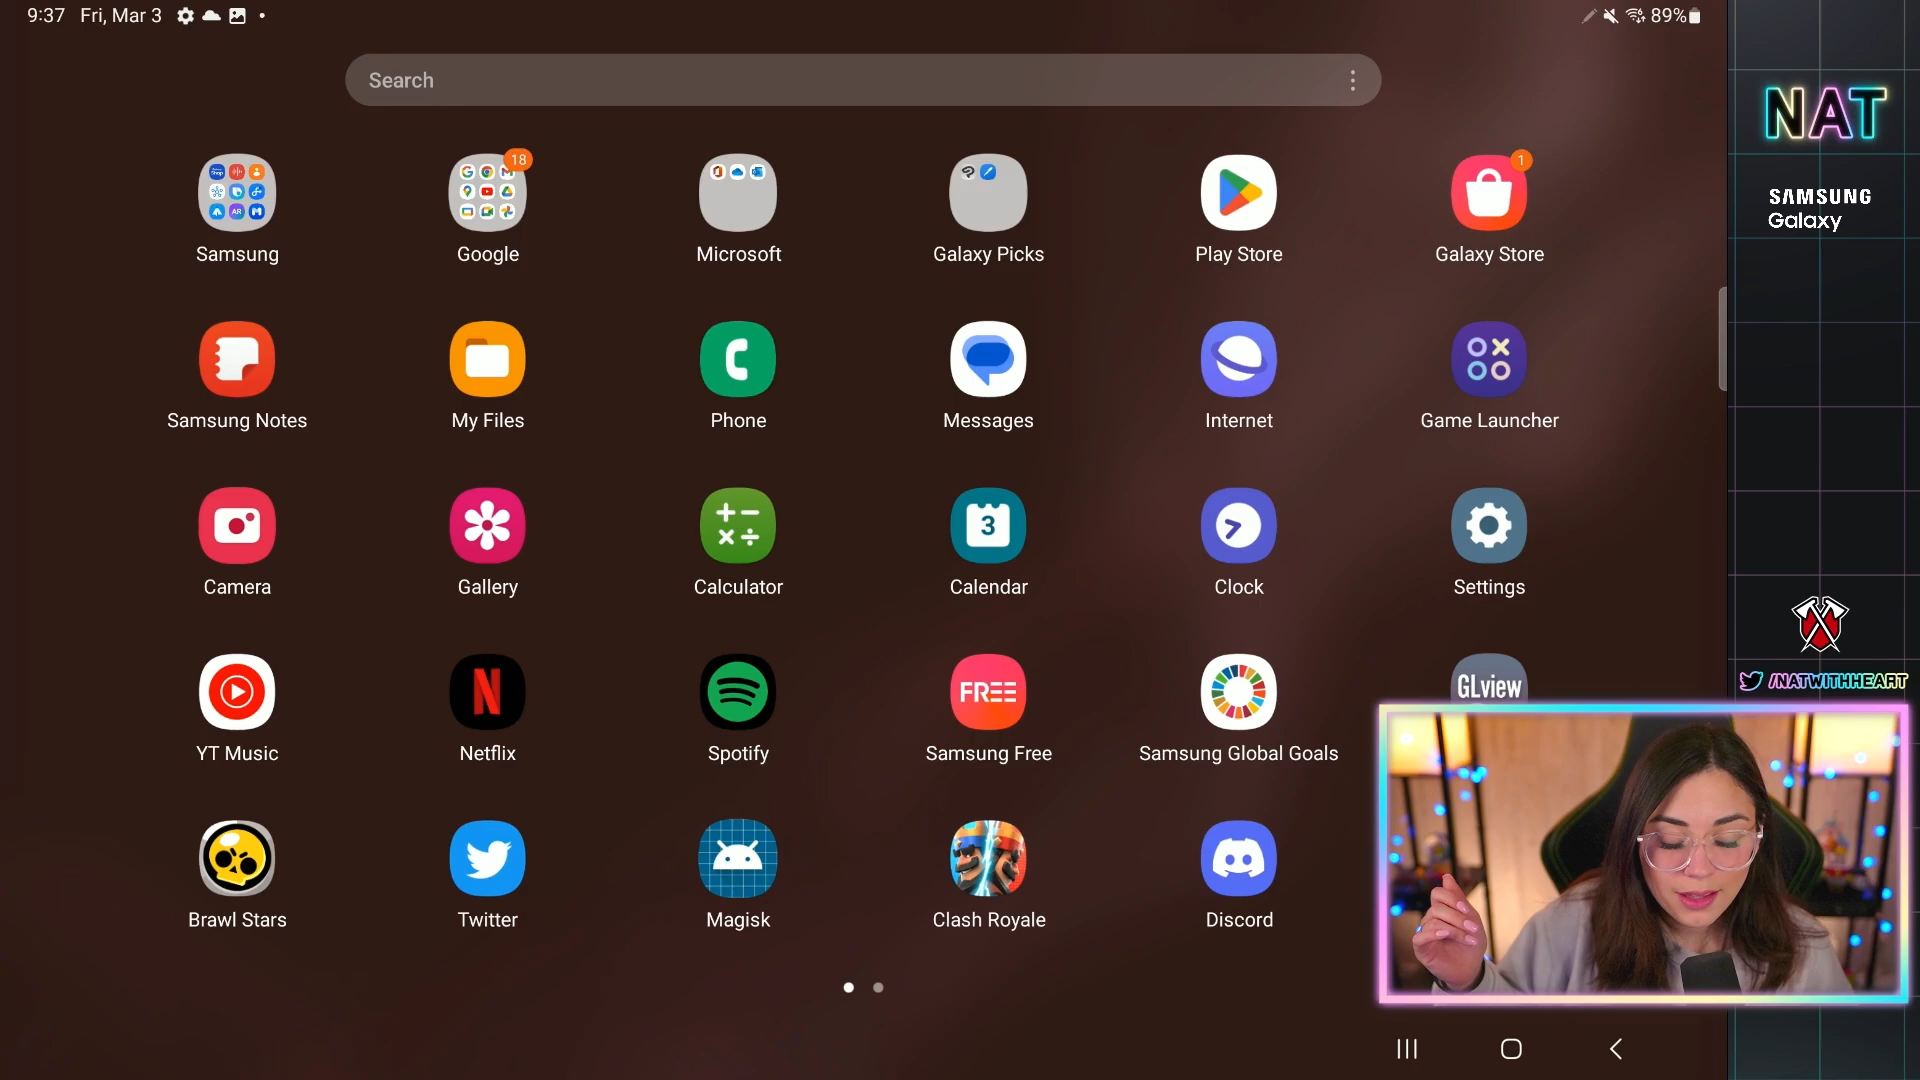 9:37 Fri, Mar 3
89%
Search
NAT
SAMSUNG
Galaxy
18
1
Samsung
Google
Microsoft
Galaxy Picks
Play Store
Galaxy Store
Samsung Notes
My Files
Phone
Messages
Internet
Game Launcher
3
Camera
Gallery
Calculator
Calendar
Clock
Settings
N
FREE
GLview
YT Music
Netflix
Spotify
Samsung Free
Samsung Global Goals
/NATWITHHEART
Brawl Stars
Twitter
Magisk
Clash Royale
Discord